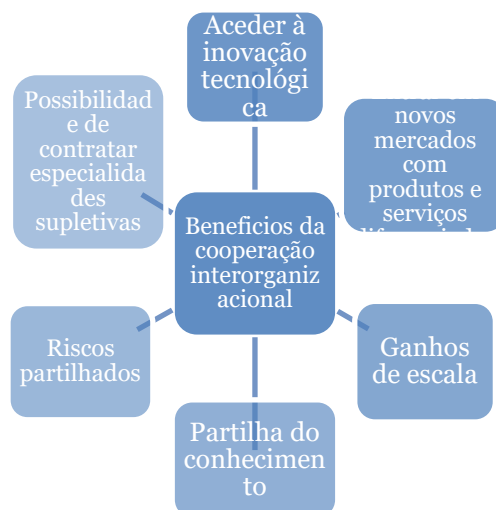 Aceder à
inovação
tecnológi
ca
novos
mercados
com
produtos e
serviços
Ganhos
de escala
Partilha do
conhecimen
to
Riscos
partilhados
Possibilidad
e de
contratar
especialida
des
supletivas
Beneficios da
cooperação
interorganiz
acional